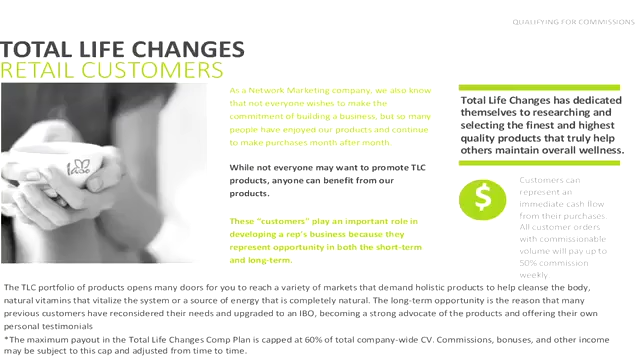 QUALIFYING FOR COMMISSIONS
TOTAL LIFE CHANGES
RETAIL CUSTOMERS
As a Network Marketing company, we also know
that not everyone wishes to make the
commitment of building a business, but so many
people have enjoyed our products and continue
to make purchases month after month.
While not everyone may want to promote TLC
products, anyone can benefit from our
products.
These "customers" play an important role in
developing a rep's business because they
represent opportunity in both the short-term
and long-term.
Total Life Changes has dedicated
themselves to researching and
selecting the finest and highest
quality products that truly help
others maintain overall wellness.
$
Customers can
represent an
immediate cash flow
from their purchases.
All customer orders
with commissionable
volume will pay up to
50% commission
weekly
The TLC portfolio of products opens many doors for you to reach a variety of markets that demand holistic products to help cleanse the body,
natural vitamins that vitalize the system or a source of energy that is completely natural. The long-term opportunity is the reason that many
previous customers have reconsidered their needs and upgraded to an IBO, becoming a strong advocate of the products and offering their own
personal testimonials
*The maximum payout in the Total Life Changes Comp Plan is capped at 60% of total company-wide CV. Commissions, bonuses, and other income
may be subject to this cap and adjusted from time to time.